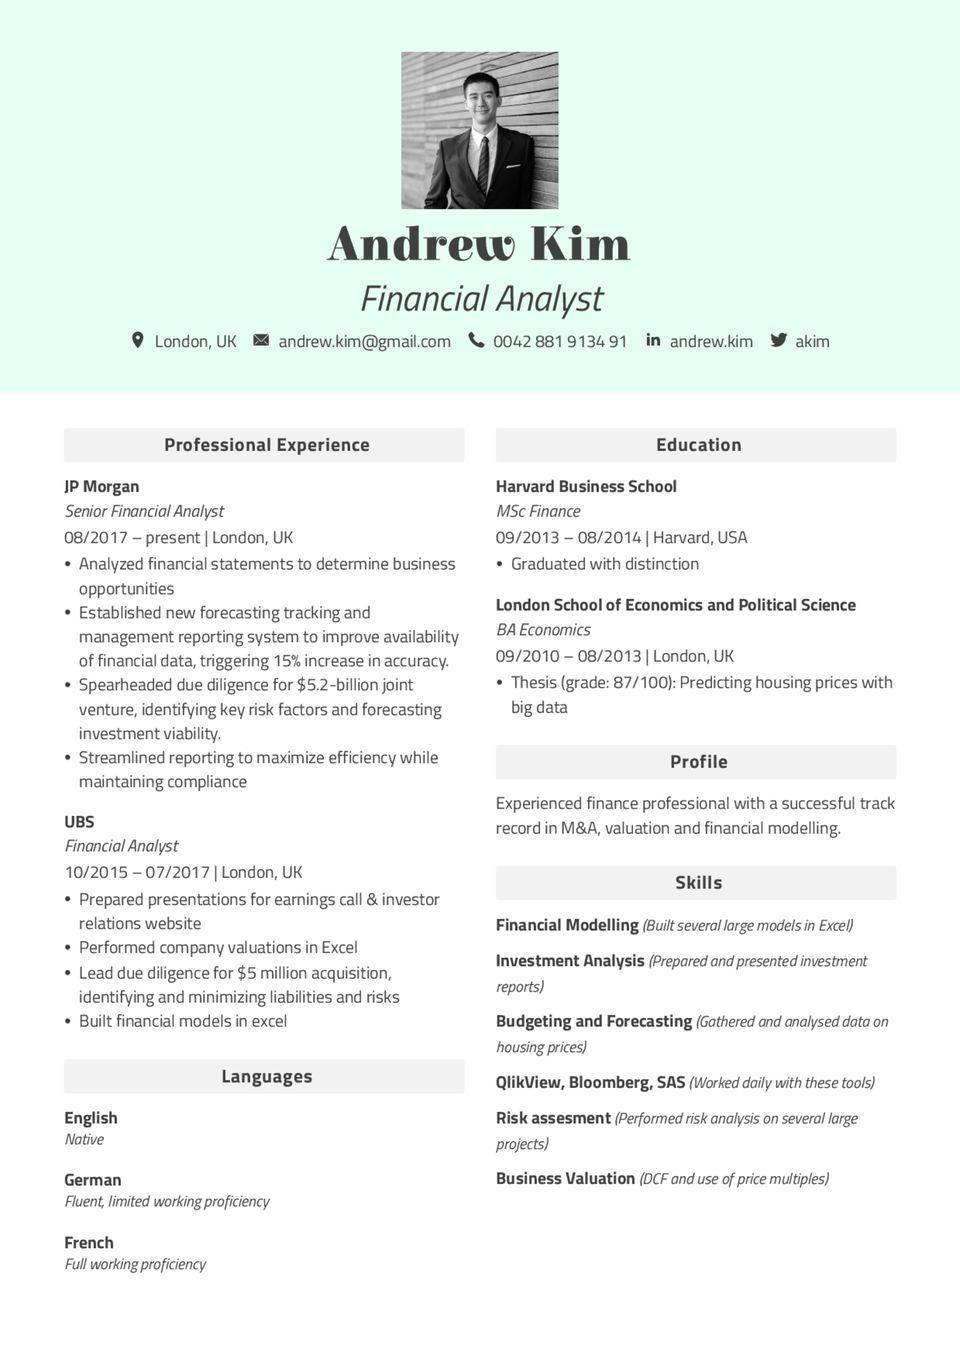 Andrew Kim
Financial Analyst
London, UK andrew.kim@gmail.com 0042 881 9134 91 andrew.kim akim
Professional Experience
JP Morgan
Senior Financial Analyst
08/2017 – present | London, UK
• Analyzed financial statements to determine business
opportunities
• Established new forecasting tracking and
management reporting system to improve availability
of financial data, triggering 15% increase in accuracy.
• Spearheaded due diligence for $5.2-billion joint
venture, identifying key risk factors and forecasting
investment viability.
• Streamlined reporting to maximize efficiency while
maintaining compliance
UBS
Financial Analyst
10/2015 – 07/2017 | London, UK
• Prepared presentations for earnings call & investor
relations website
• Performed company valuations in Excel
• Lead due diligence for $5 million acquisition,
identifying and minimizing liabilities and risks
• Built financial models in excel
Languages
English
Native
German
Fluent, limited working proficiency
French
Full working proficiency
Education
Harvard Business School
MSc Finance
09/2013 – 08/2014 | Harvard, USA
• Graduated with distinction
London School of Economics and Political Science
BA Economics
09/2010 – 08/2013 | London, UK
• Thesis (grade: 87/100): Predicting housing prices with
big data
Profile
Experienced finance professional with a successful track
record in M&A, valuation and financial modelling.
Skills
Financial Modelling (Built several large models in Excel)
Investment Analysis (Prepared and presented investment
reports)
Budgeting and Forecasting (Gathered and analysed data on
housing prices)
QlikView, Bloomberg, SAS (Worked daily with these tools)
Risk assesment (Performed risk analysis on several large
projects)
Business Valuation (DCF and use of price multiples)